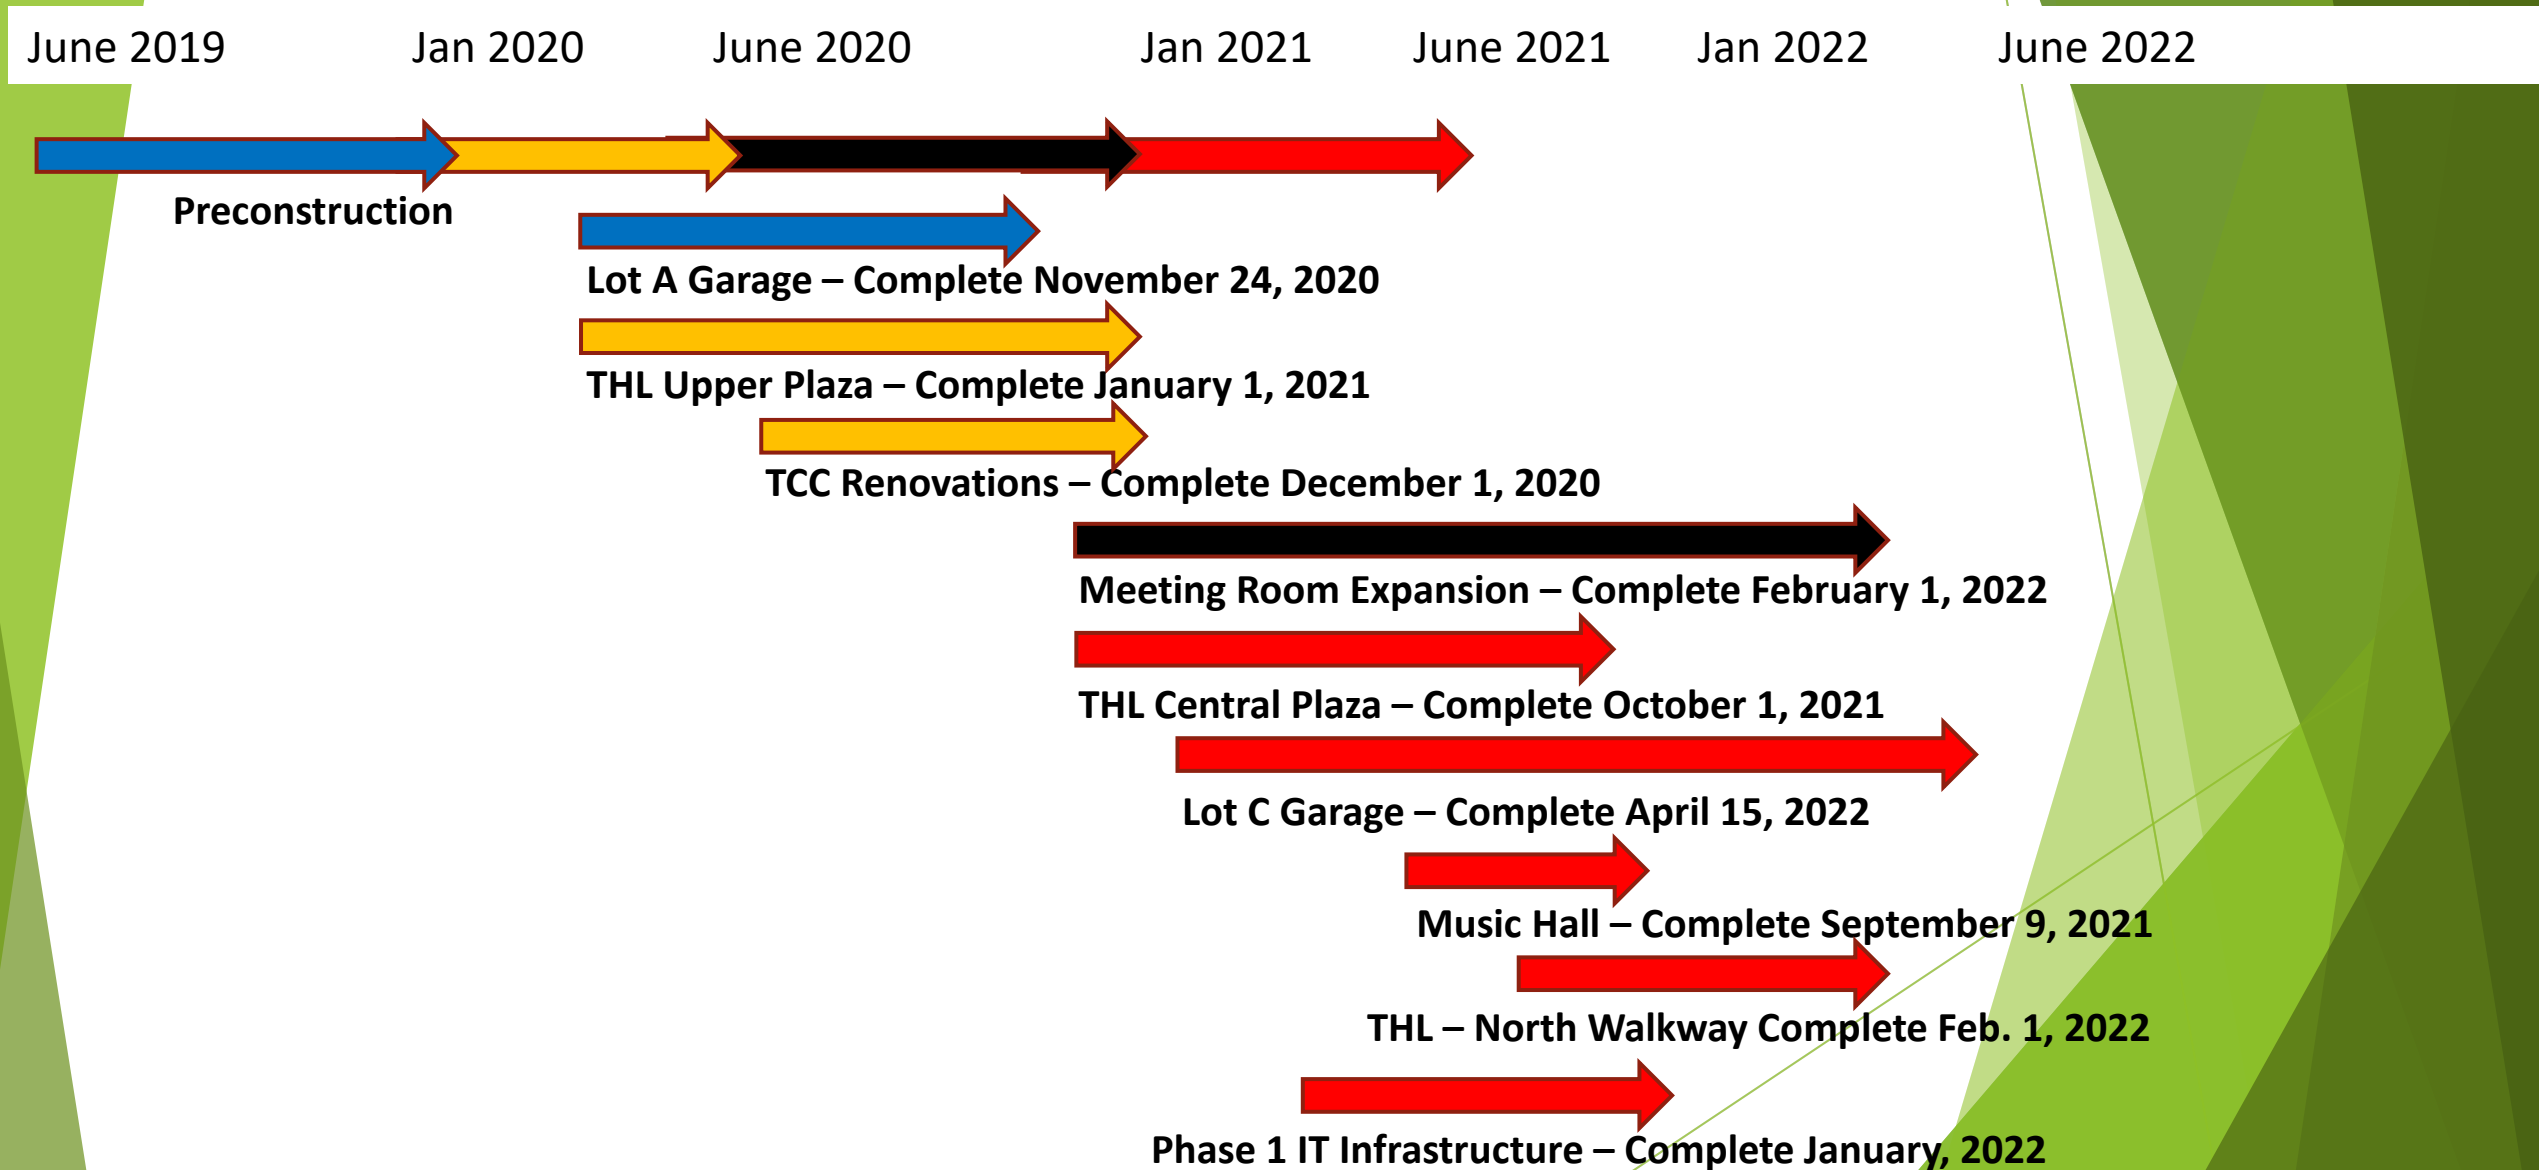 June 2019 Jan 2020 June 2020 Jan 2021 June 2021 Jan 2022 June 2022
Preconstruction
Lot A Garage – Complete November 24, 2020
THL Upper Plaza – Complete January 1, 2021
TCC Renovations – Complete December 1, 2020
Meeting Room Expansion – Complete February 1, 2022
THL Central Plaza – Complete October 1, 2021
Lot C Garage – Complete April 15, 2022
Music Hall – Complete September 9, 2021
THL – North Walkway Complete Feb. 1, 2022
Phase 1 IT Infrastructure – Complete January, 2022